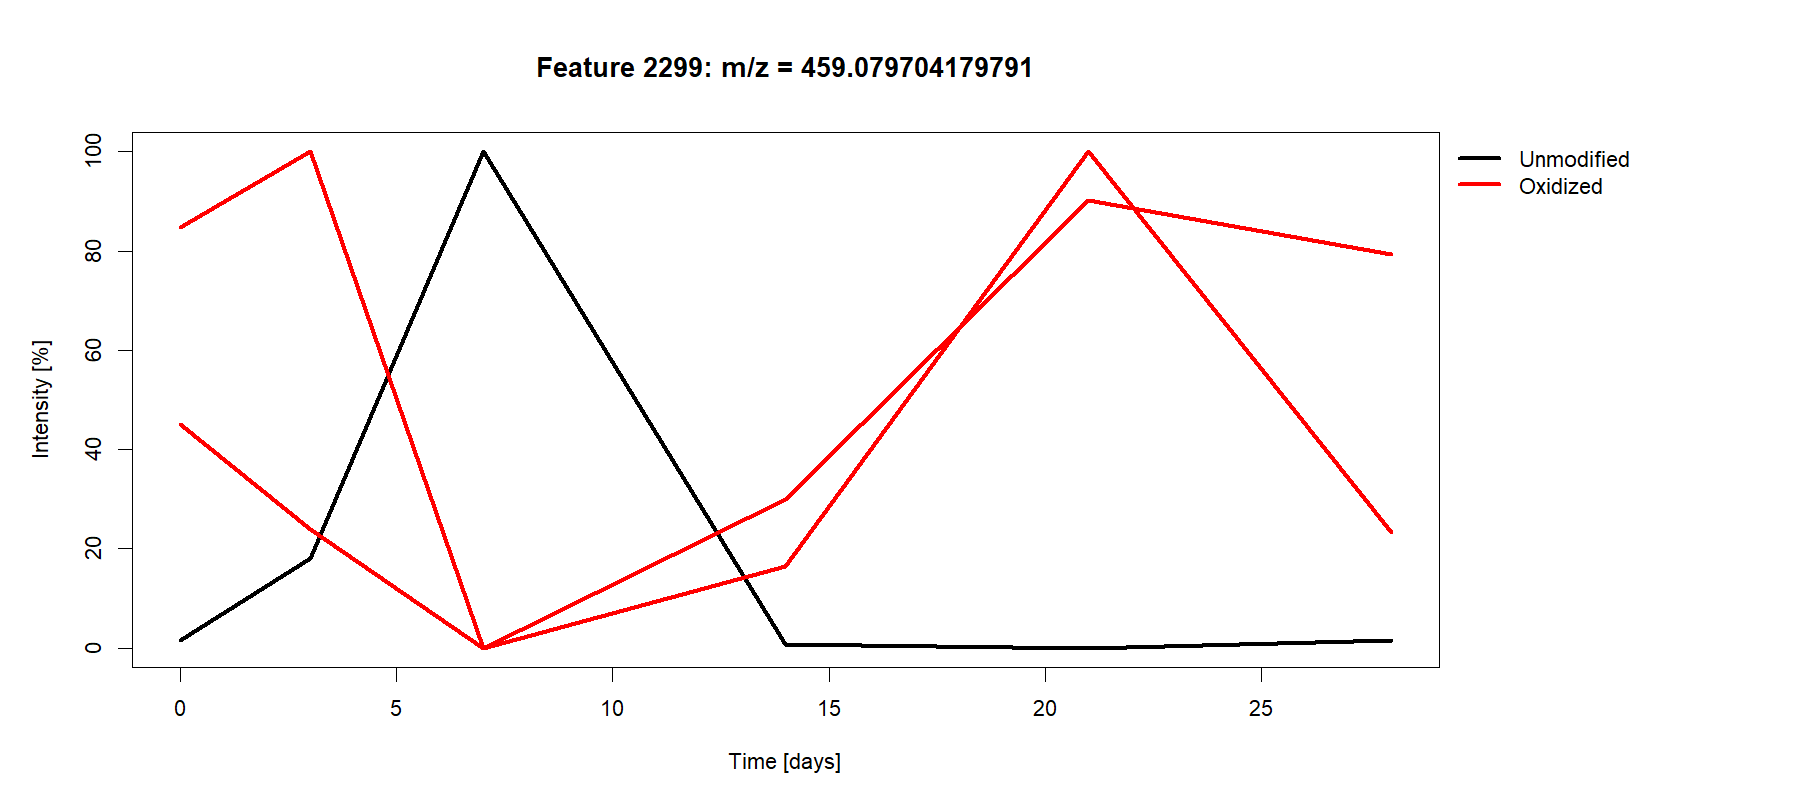 Feature 2299: m/z = 459.079704179791
Unmodified
Oxidized
Intensity [%]
100
80
60
40
20
0
0 5 10 15 20 25
Time [days]